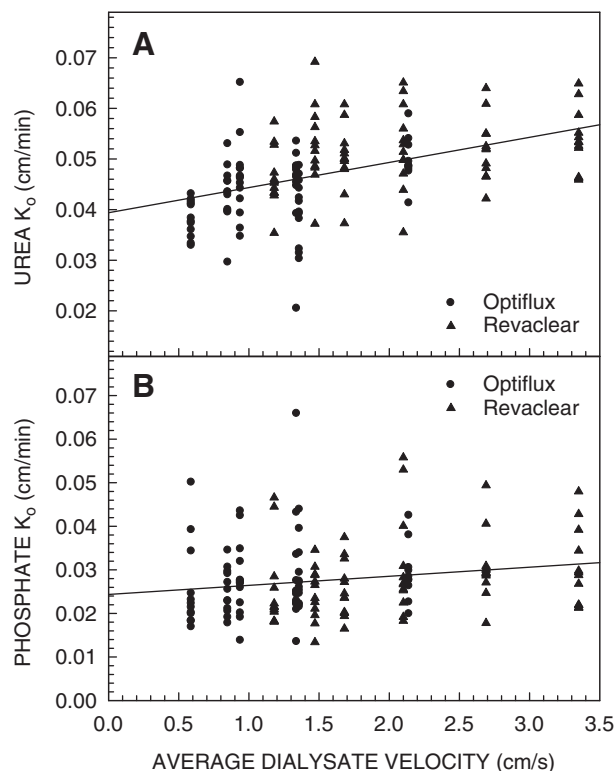 A
0.07
0.06
0.05
0.04
0.03
0.02
UREA Ko (cm/min)
Optiflux
Revaclear
B
Optiflux
Revaclear
0.07
0.06
0.05
0.04
0.03
0.02
0.01
0.00
PHOSPHATE Ko (cm/min)
0.0 0.5 1.0 1.5 2.0 2.5 3.0 3.5
AVERAGE DIALYSATE VELOCITY (cm/s)